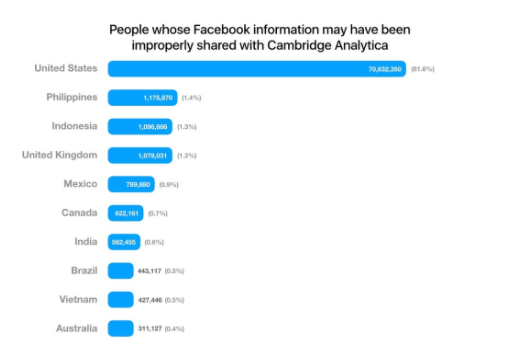 People whose Facebook information may have been
improperly shared with Cambridge Analytica
United States 70,632,350 (81.6%)
Philippines 1,175,870 (1.4%)
Indonesia 1,096,666 (1.3%)
United Kingdom 1,079,031 (1.2%)
Mexico 789,880 (0.9%)
Canada 622,161 (0.7%)
India 562,455 (0.6%)
Brazil 443,117 (0.5%)
Vietnam 427,446 (0.5%)
Australia 311,127 (0.4%)